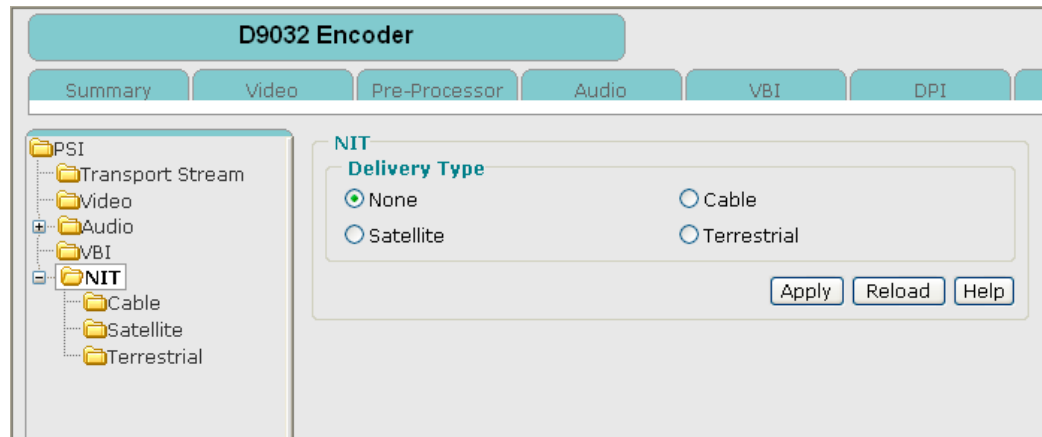 D9032 Encoder
Summary Video Pre-Processor Audio VBI DPI
PSI
Transport Stream
Video
Audio
VBI
NIT
Cable
Satellite
Terrestrial
NIT
Delivery Type
None Cable
Satellite Terrestrial
Apply Reload Help